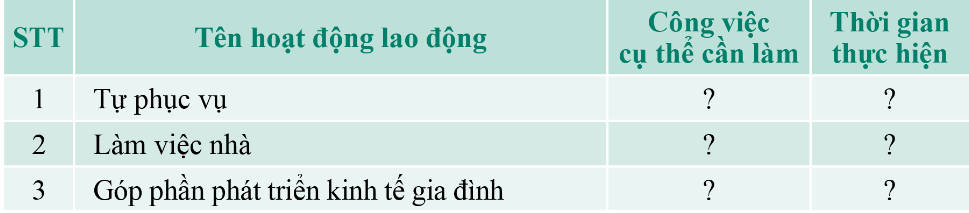 STT Tên hoạt động lao động Công việc cụ thể cần làm Thời gian thực hiện
1 Tự phục vụ ? ?
2 Làm việc nhà ? ?
3 Góp phần phát triển kinh tế gia đình ? ?